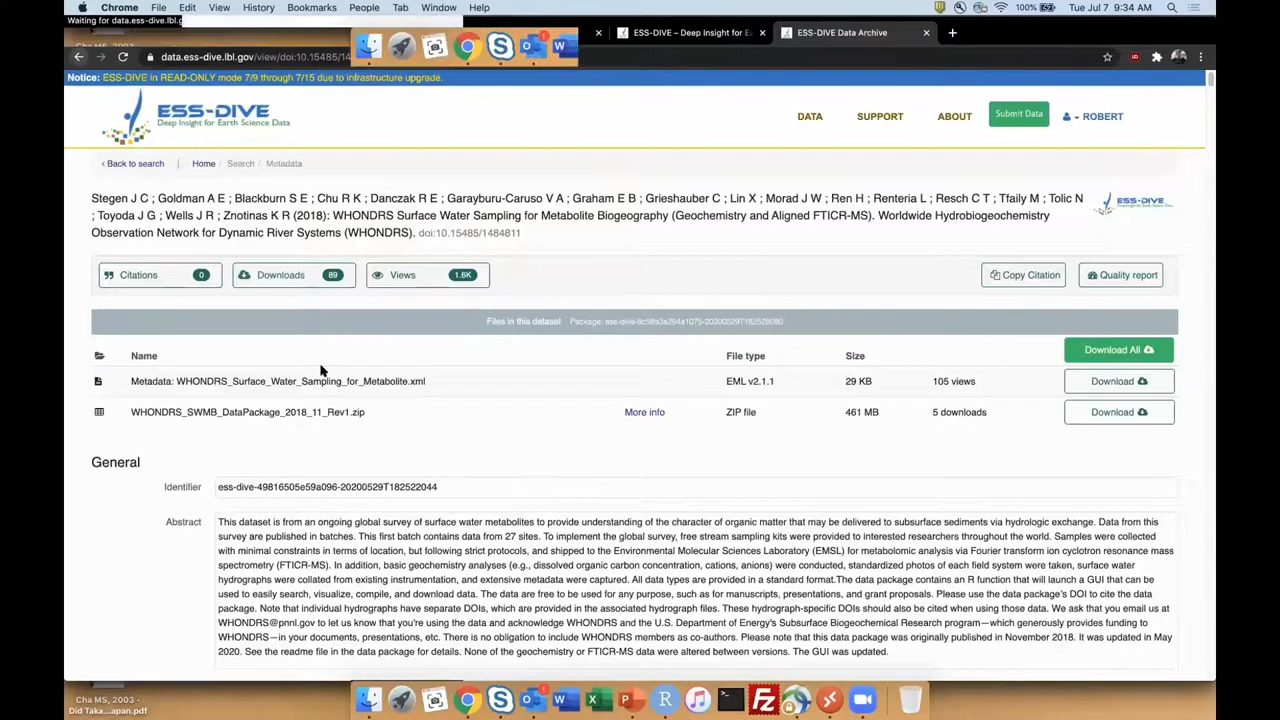 Chrome File Edit View History Bookmarks People Tab Window Help 100% Tue Jul 7 9:34 AM
Waiting for data.ess-dive.lbl.g
ESS-DIVE – Deep Insight for Ea ESS-DIVE Data Archive
data.ess-dive.lbl.gov/view/doi:10.15485/14
Notice: ESS-DIVE in READ-ONLY mode 7/9 through 7/15 due to infrastructure upgrade.
ESS-DIVE
Deep Insight for Earth Science Data
DATA SUPPORT ABOUT Submit Data ROBERT
‹ Back to search | Home / Search / Metadata
Stegen J C ; Goldman A E ; Blackburn S E ; Chu R K ; Danczak R E ; Garayburu-Caruso V A ; Graham E B ; Grieshauber C ; Lin X ; Morad J W ; Ren H ; Renteria L ; Resch C T ; Tfaily M ; Tolic N
; Toyoda J G ; Wells J R ; Znotinas K R (2018): WHONDRS Surface Water Sampling for Metabolite Biogeography (Geochemistry and Aligned FTICR-MS). Worldwide Hydrobiogeochemistry
Observation Network for Dynamic River Systems (WHONDRS). doi:10.15485/1484811
Citations 0 Downloads 89 Views 1.6K Copy Citation Quality report
Files in this dataset Package: ess-dive-8c58a3a294a1075-20200529T182528080
Name File type Size Download All
Metadata: WHONDRS_Surface_Water_Sampling_for_Metabolite.xml EML v2.1.1 29 KB 105 views Download
WHONDRS_SWMB_DataPackage_2018_11_Rev1.zip More info ZIP file 461 MB 5 downloads Download
General
Identifier ess-dive-49816505e59a096-20200529T182522044
Abstract This dataset is from an ongoing global survey of surface water metabolites to provide understanding of the character of organic matter that may be delivered to subsurface sediments via hydrologic exchange. Data from this
survey are published in batches. This first batch contains data from 27 sites. To implement the global survey, free stream sampling kits were provided to interested researchers throughout the world. Samples were collected
with minimal constraints in terms of location, but following strict protocols, and shipped to the Environmental Molecular Sciences Laboratory (EMSL) for metabolomic analysis via Fourier transform ion cyclotron resonance mass
spectrometry (FTICR-MS). In addition, basic geochemistry analyses (e.g., dissolved organic carbon concentration, cations, anions) were conducted, standardized photos of each field system were taken, surface water
hydrographs were collated from existing instrumentation, and extensive metadata were captured. All data types are provided in a standard format.The data package contains an R function that will launch a GUI that can be
used to easily search, visualize, compile, and download data. The data are free to be used for any purpose, such as for manuscripts, presentations, and grant proposals. Please use the data package's DOI to cite the data
package. Note that individual hydrographs have separate DOIs, which are provided in the associated hydrograph files. These hydrograph-specific DOIs should also be cited when using those data. We ask that you email us at
WHONDRS@pnnl.gov to let us know that you're using the data and acknowledge WHONDRS and the U.S. Department of Energy's Subsurface Biogeochemical Research program—which generously provides funding to
WHONDRS—in your documents, presentations, etc. There is no obligation to include WHONDRS members as co-authors. Please note that this data package was originally published in November 2018. It was updated in May
2020. See the readme file in the data package for details. None of the geochemistry or FTICR-MS data were altered between versions. The GUI was updated.
Cha MS, 2003 -
Did Taka...apan.pdf